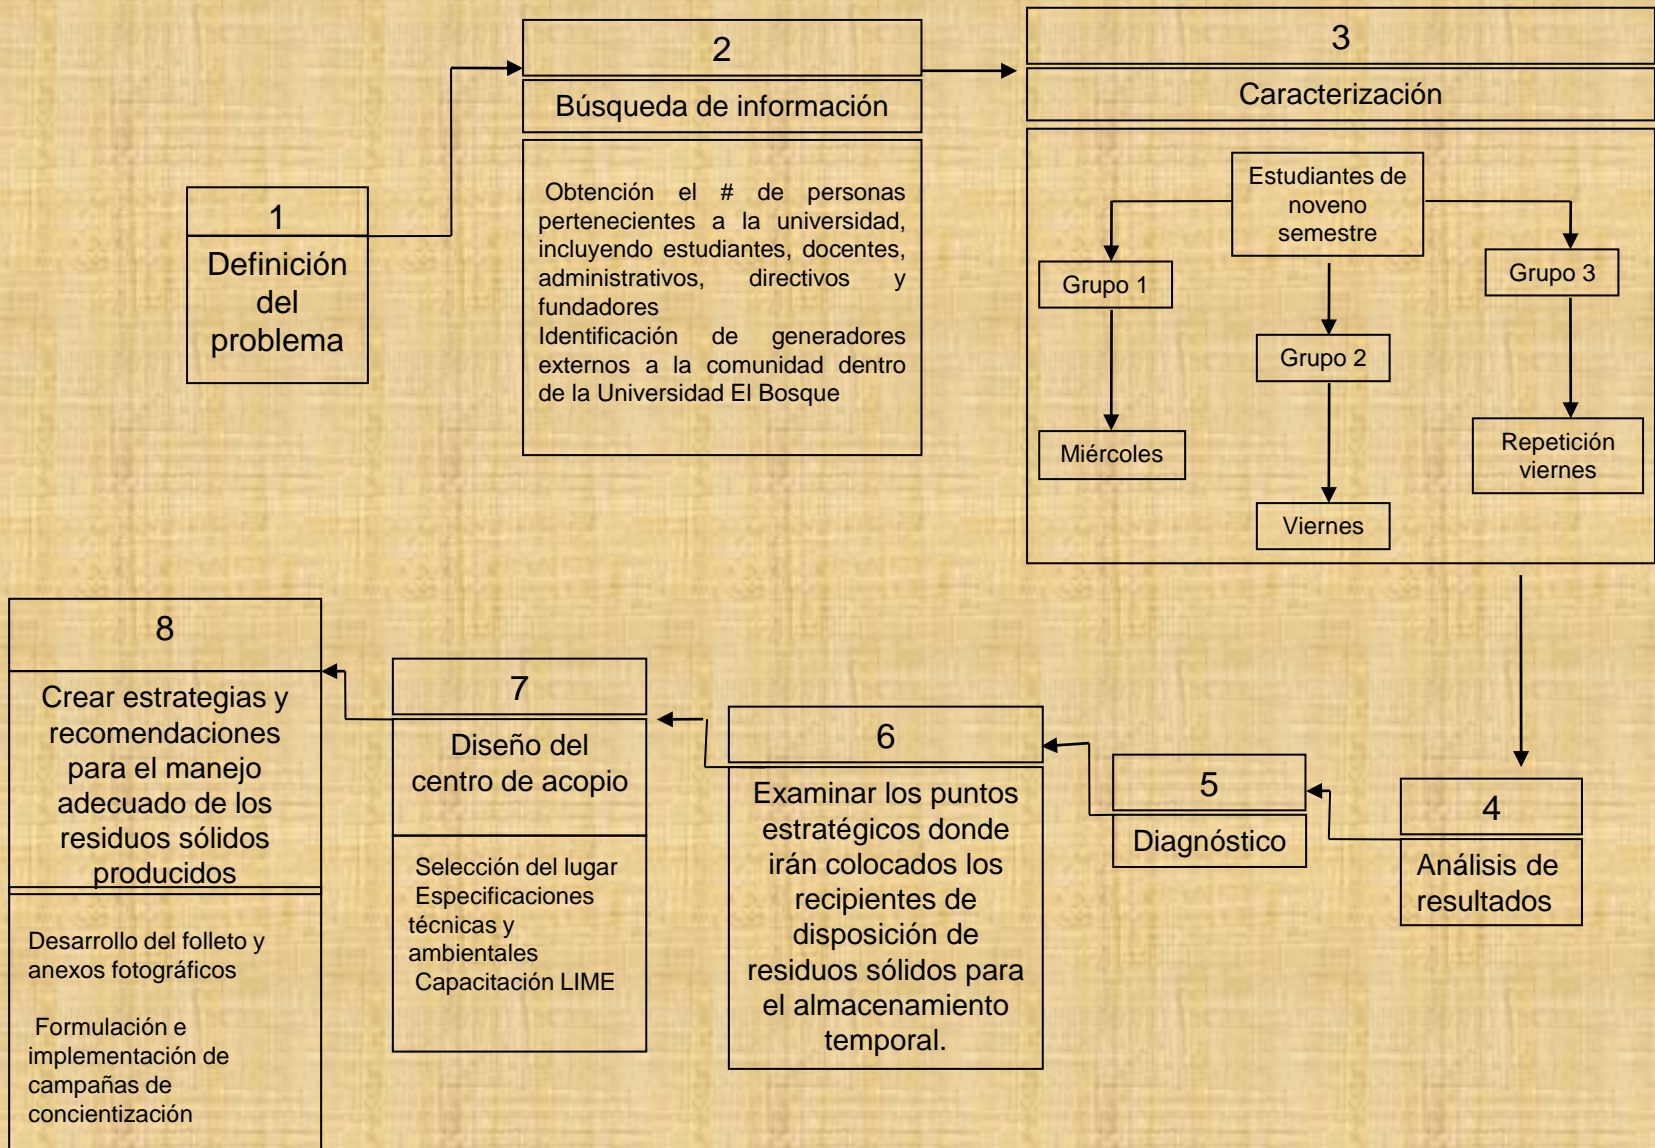 1
Definición
del
problema
2
Búsqueda de información
Obtención el # de personas
pertenecientes a la universidad,
incluyendo estudiantes, docentes,
administrativos, directivos y
fundadores
Identificación de generadores
externos a la comunidad dentro
de la Universidad El Bosque
3
Caracterización
Estudiantes de
noveno
semestre
Grupo 1
Grupo 2
Grupo 3
Miércoles
Viernes
Repetición
viernes
4
Análisis de
resultados
5
Diagnóstico
6
Examinar los puntos
estratégicos donde
irán colocados los
recipientes de
disposición de
residuos sólidos para
el almacenamiento
temporal.
7
Diseño del
centro de acopio
Selección del lugar
Especificaciones
técnicas y
ambientales
Capacitación LIME
8
Crear estrategias y
recomendaciones
para el manejo
adecuado de los
residuos sólidos
producidos
Desarrollo del folleto y
anexos fotográficos
Formulación e
implementación de
campañas de
concientización